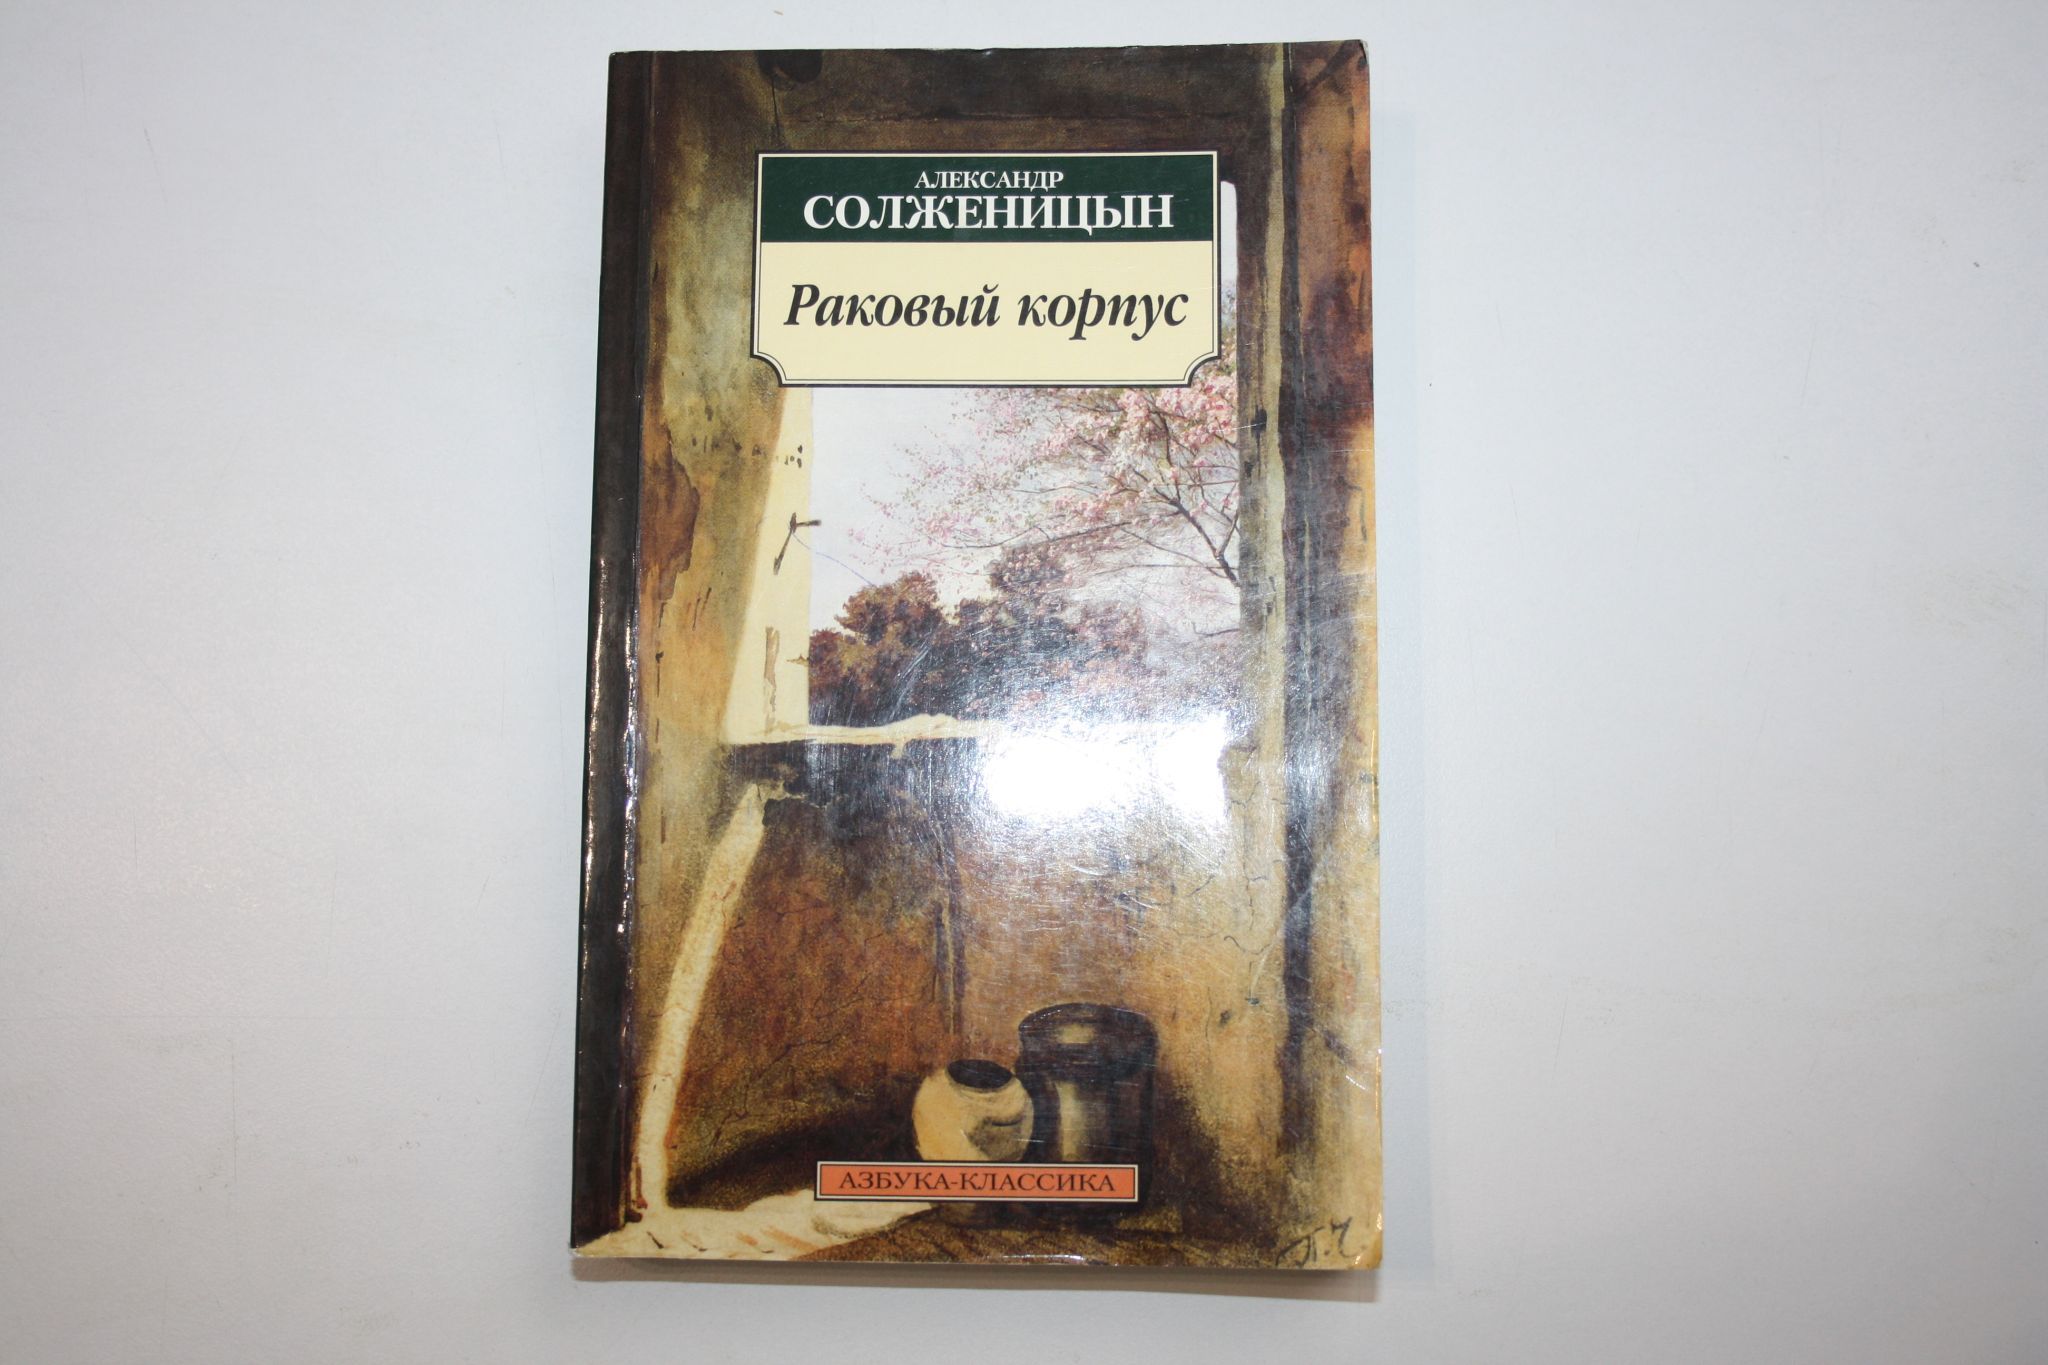 АЛЕКСАНДР
СОЛЖЕНИЦЫН
Раковый корпус
АЗБУКА-КЛАССИКА
П.Ч